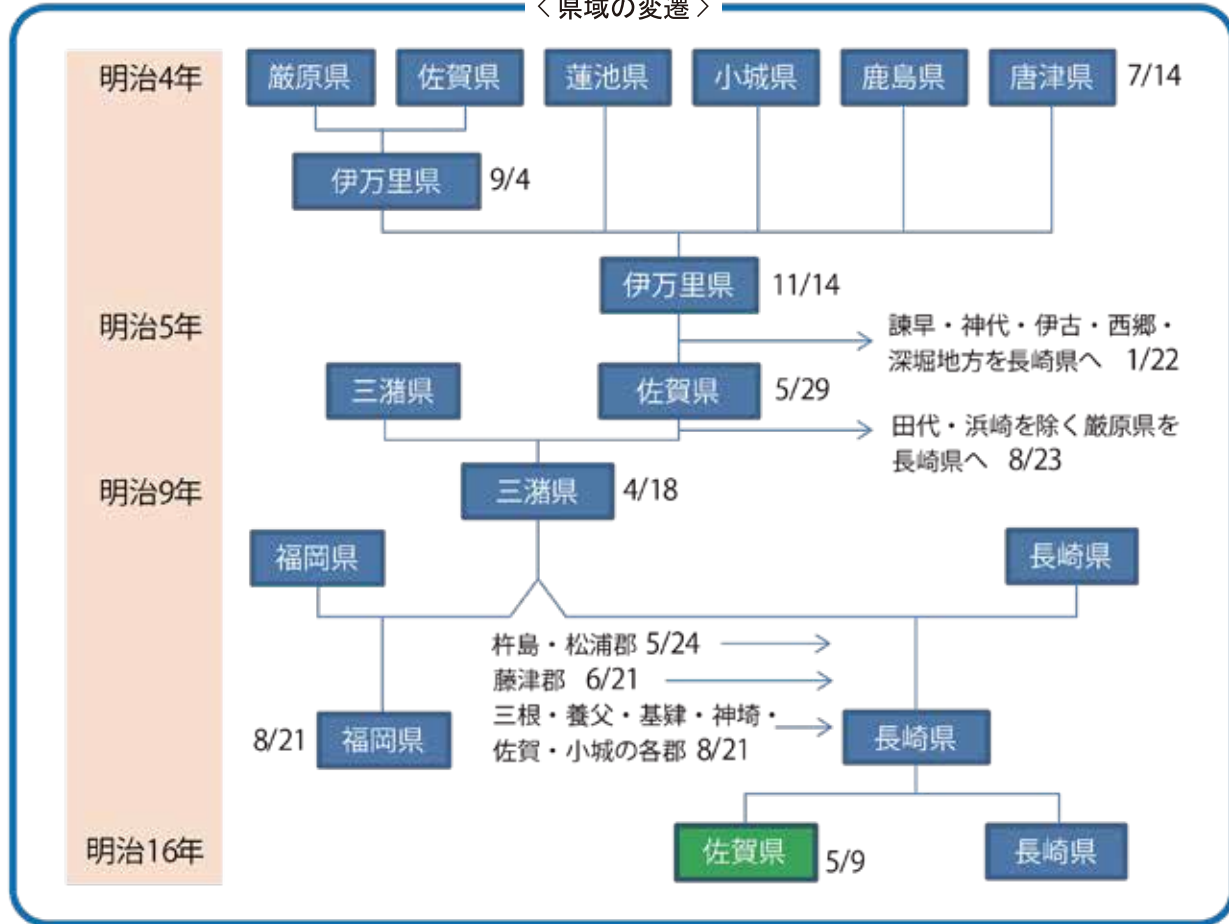 ＜県域の変遷＞
明治4年
厳原県 佐賀県 蓮池県 小城県 鹿島県 唐津県 7/14
伊万里県 9/4
伊万里県 11/14
明治5年
諫早・神代・伊古・西郷・
深堀地方を長崎県へ 1/22
三潴県 佐賀県 5/29
田代・浜崎を除く厳原県を
長崎県へ 8/23
明治9年
三潴県 4/18
福岡県 長崎県
杵島・松浦郡 5/24
藤津郡 6/21
三根・養父・基肄・神埼・
佐賀・小城の各郡 8/21
8/21 福岡県 長崎県
明治16年
佐賀県 5/9 長崎県